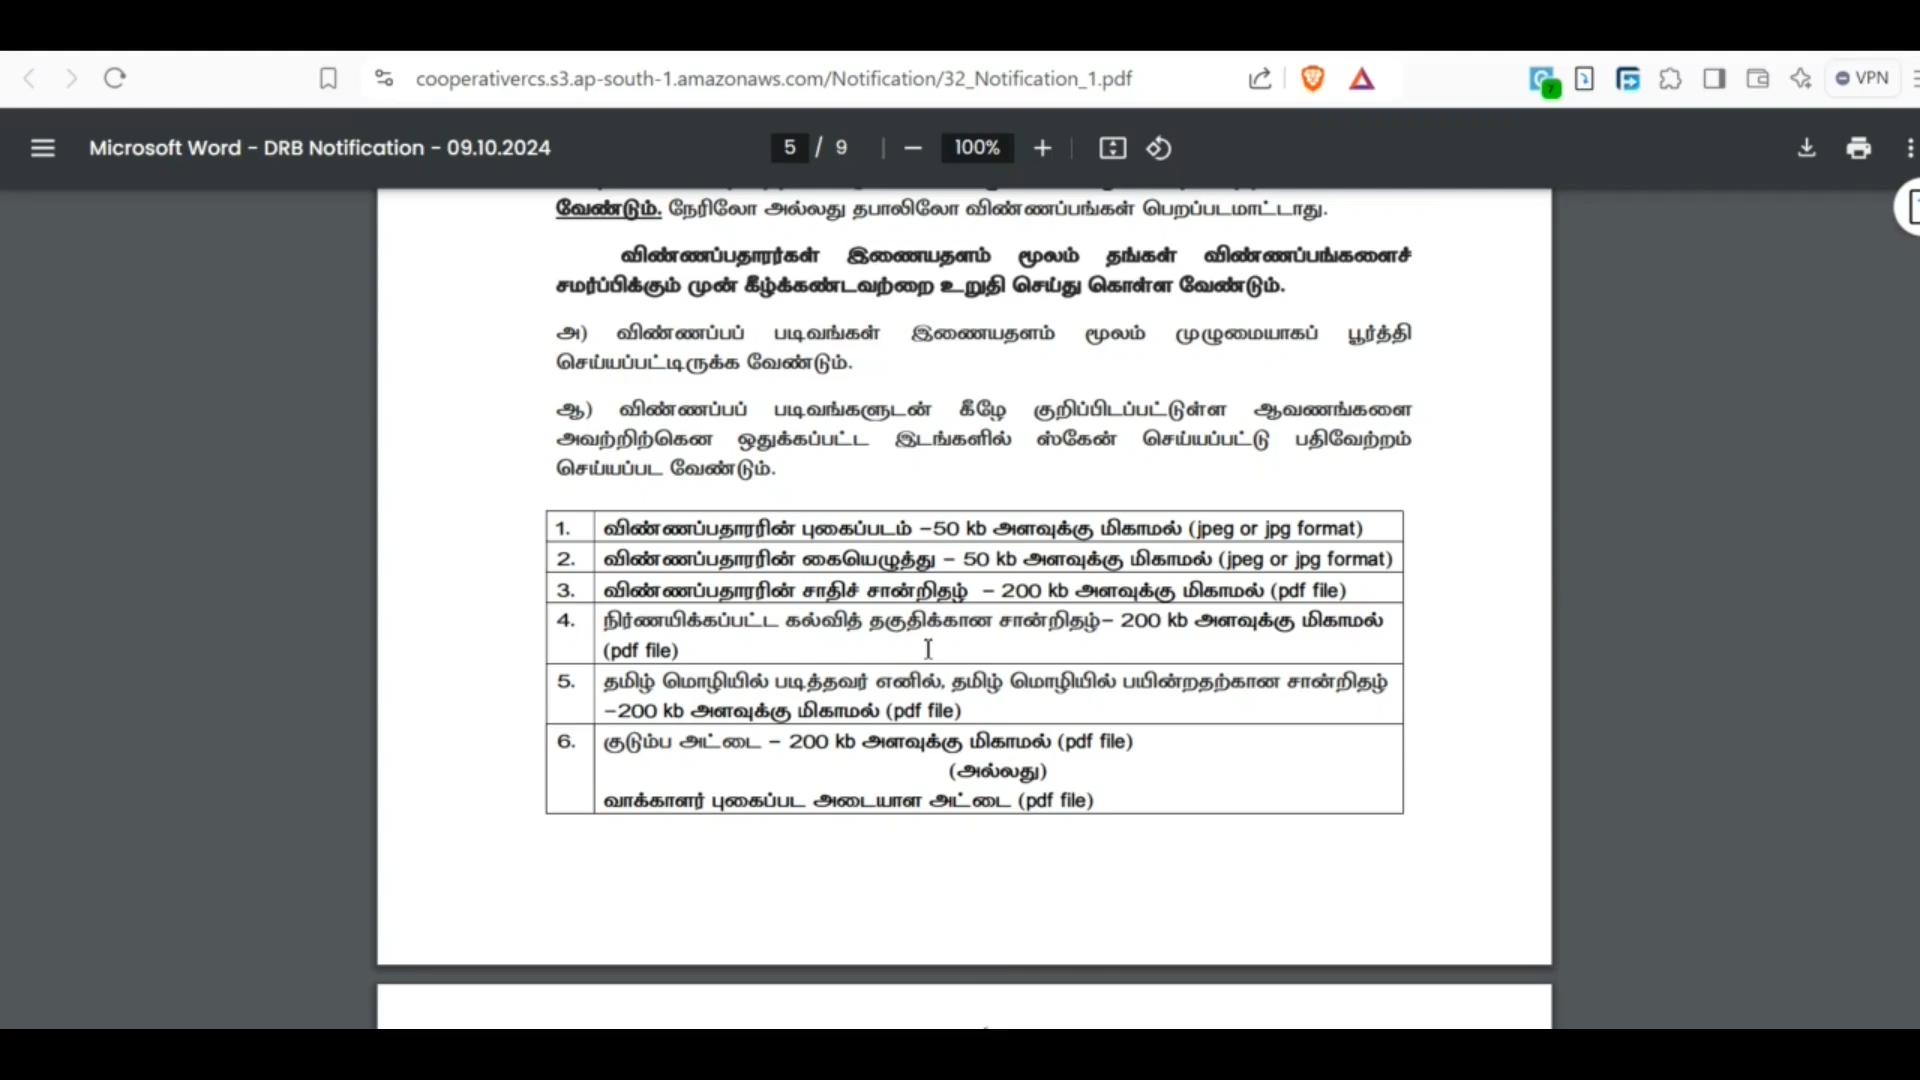 cooperativercs.s3.ap-south-1.amazonaws.com/Notification/32_Notification_1.pdf
VPN
Microsoft Word - DRB Notification - 09.10.2024
5 / 9
100%
வேண்டும். நேரிலோ அல்லது தபாலிலோ விண்ணப்பங்கள் பெறப்படமாட்டாது.
விண்ணப்பதாரர்கள் இணையதளம் மூலம் தங்கள் விண்ணப்பங்களைச்
சமர்ப்பிக்கும் முன் கீழ்க்கண்டவற்றை உறுதி செய்து கொள்ள வேண்டும்.
அ) விண்ணப்பப் படிவங்கள் இணையதளம் மூலம் முழுமையாகப் பூர்த்தி
செய்யப்பட்டிருக்க வேண்டும்.
ஆ) விண்ணப்பப் படிவங்களுடன் கீழே குறிப்பிடப்பட்டுள்ள ஆவணங்களை
அவற்றிற்கென ஒதுக்கப்பட்ட இடங்களில் ஸ்கேன் செய்யப்பட்டு பதிவேற்றம்
செய்யப்பட வேண்டும்.
1. விண்ணப்பதாரரின் புகைப்படம் –50 kb அளவுக்கு மிகாமல் (jpeg or jpg format)
2. விண்ணப்பதாரரின் கையெழுத்து – 50 kb அளவுக்கு மிகாமல் (jpeg or jpg format)
3. விண்ணப்பதாரரின் சாதிச் சான்றிதழ் – 200 kb அளவுக்கு மிகாமல் (pdf file)
4. நிர்ணயிக்கப்பட்ட கல்வித் தகுதிக்கான சான்றிதழ்– 200 kb அளவுக்கு மிகாமல்
(pdf file)
5. தமிழ் மொழியில் படித்தவர் எனில், தமிழ் மொழியில் பயின்றதற்கான சான்றிதழ்
–200 kb அளவுக்கு மிகாமல் (pdf file)
6. குடும்ப அட்டை – 200 kb அளவுக்கு மிகாமல் (pdf file)
(அல்லது)
வாக்காளர் புகைப்பட அடையாள அட்டை (pdf file)